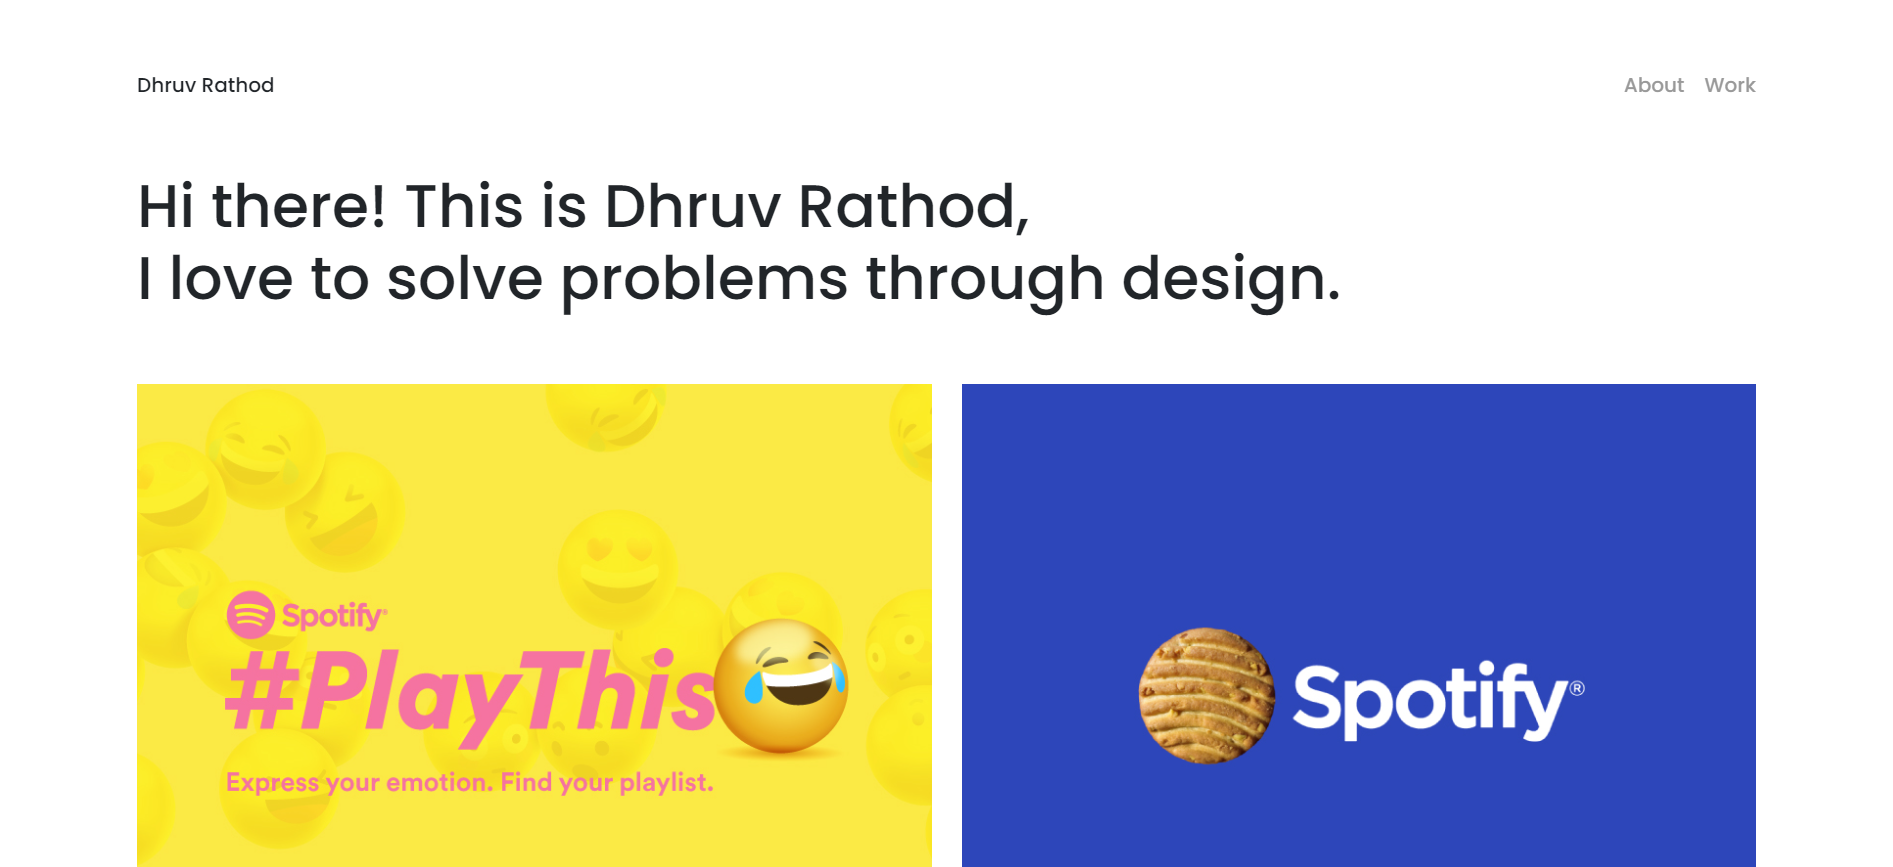 Dhruv Rathod
About Work
Hi there! This is Dhruv Rathod,
I love to solve problems through design.
Spotify®
#PlayThis
Express your emotion. Find your playlist.
Spotify®